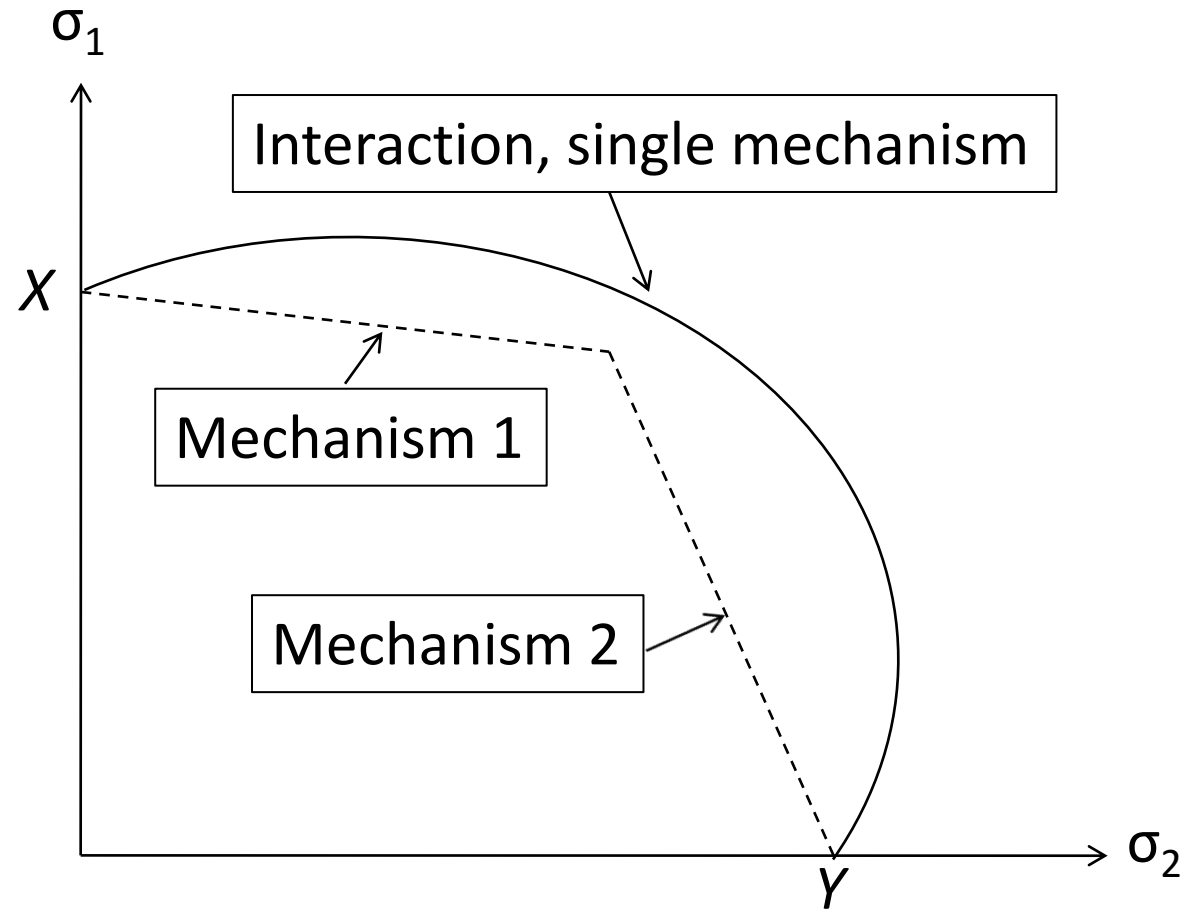 σ₁
Interaction, single mechanism
X
Mechanism 1
Mechanism 2
σ₂
Y